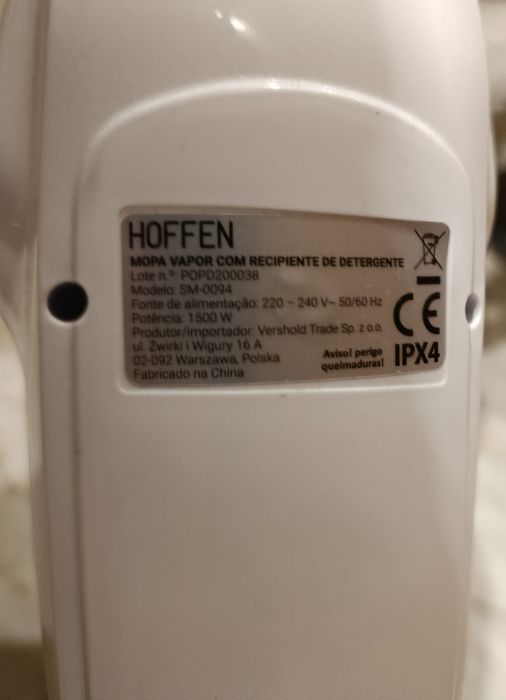 HOFFEN
MOPA VAPOR COM RECIPIENTE DE DETERGENTE
Lote n.º: POPD200038
Modelo: SM-0094
Fonte de alimentação: 220 ~ 240 V~ 50/60 Hz
Potência: 1500 W
Produtor/importador: Vershold Trade Sp. z o.o.
ul. Żwirki i Wigury 16 A
02-092 Warszawa, Polska
Fabricado na China
Aviso! perigo
queimaduras!
CE
IPX4